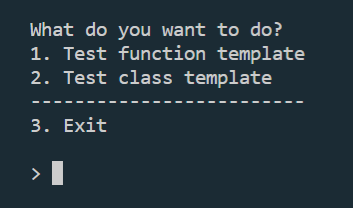 What do you want to do?
1. Test function template
2. Test class template
--------------------------
3. Exit
>